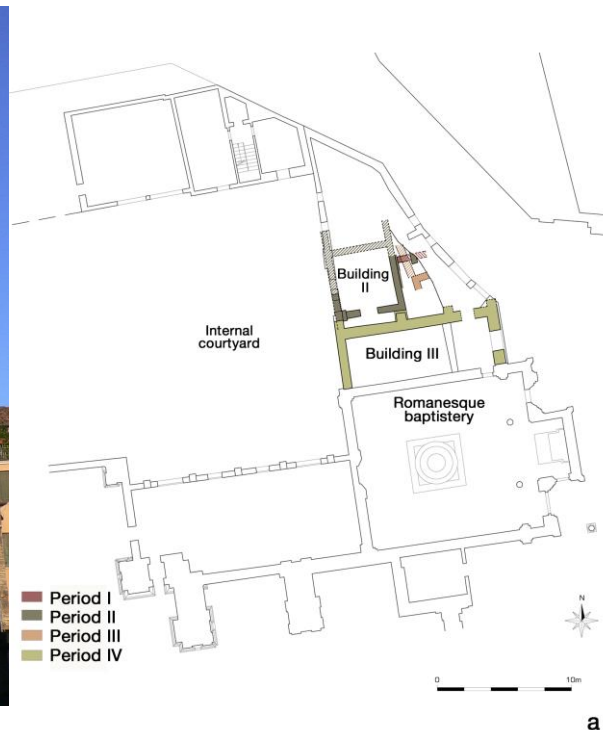 Building
II
Internal
courtyard
Building III
Romanesque
baptistery
Period I
Period II
Period III
Period IV
N
0
10m
a